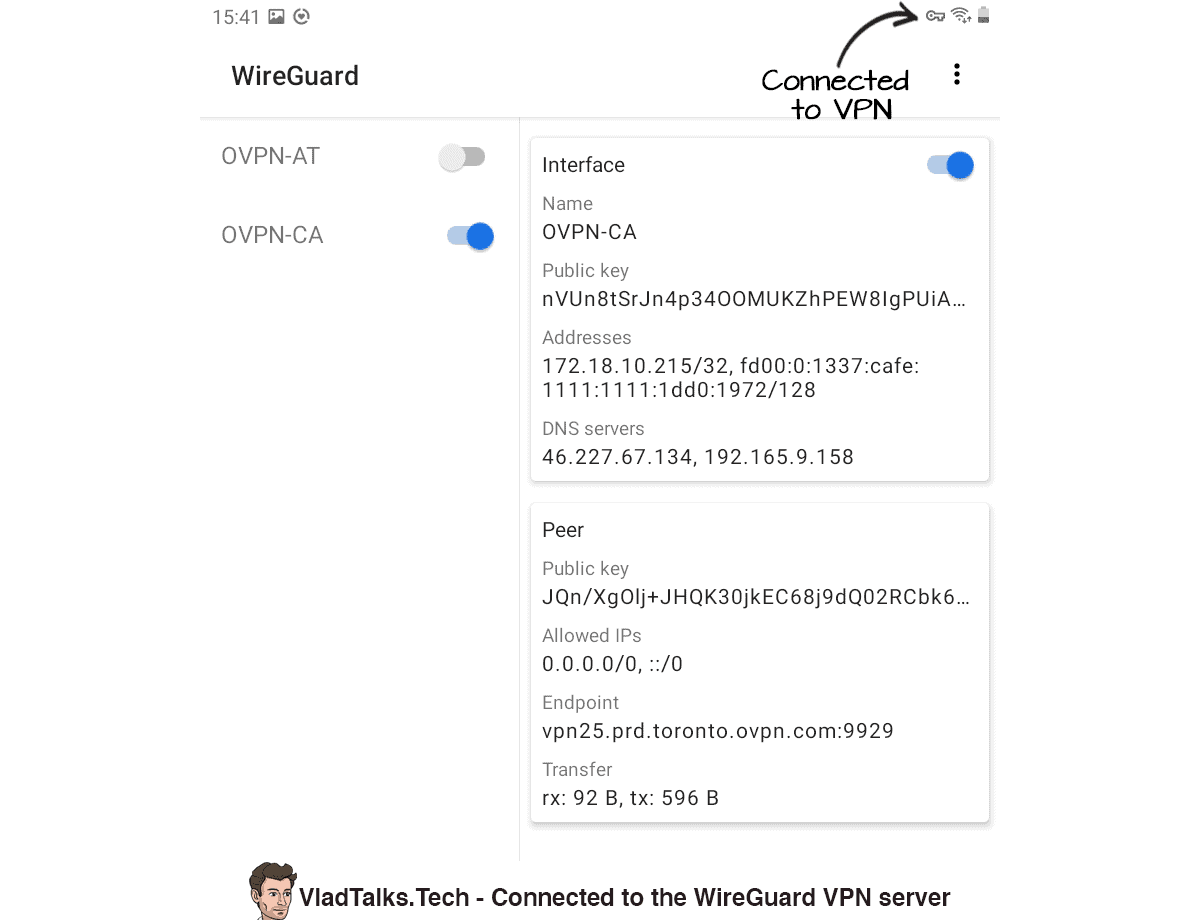 15:41
Connected
to VPN
WireGuard
OVPN-AT
OVPN-CA
Interface
Name
OVPN-CA
Public key
nVUn8tSrJn4p34OOMUKZhPEW8IgPUiA…
Addresses
172.18.10.215/32, fd00:0:1337:cafe:
1111:1111:1dd0:1972/128
DNS servers
46.227.67.134, 192.165.9.158
Peer
Public key
JQn/XgOlj+JHQK30jkEC68j9dQ02RCbk6…
Allowed IPs
0.0.0.0/0, ::/0
Endpoint
vpn25.prd.toronto.ovpn.com:9929
Transfer
rx: 92 B, tx: 596 B
VladTalks.Tech - Connected to the WireGuard VPN server